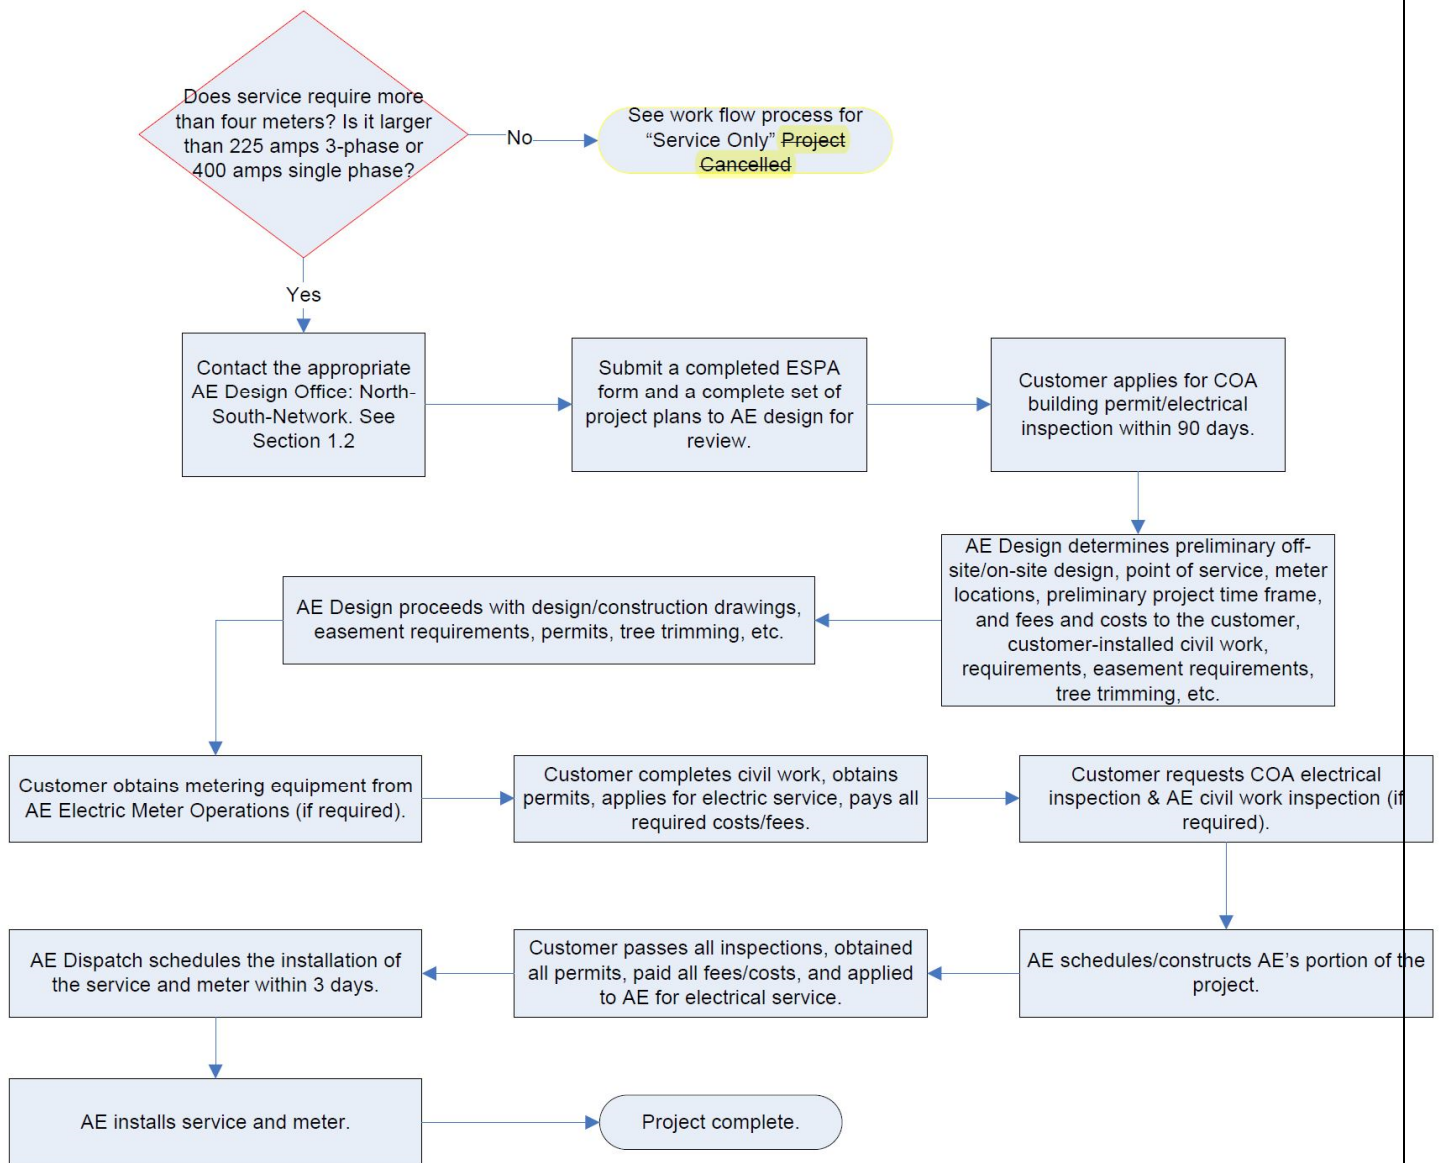 Does service require more
than four meters? Is it larger
than 225 amps 3-phase or
400 amps single phase?
No
See work flow process for
“Service Only” Project
Cancelled
Yes
Contact the appropriate
AE Design Office: North-
South-Network. See
Section 1.2
Submit a completed ESPA
form and a complete set of
project plans to AE design for
review.
Customer applies for COA
building permit/electrical
inspection within 90 days.
AE Design determines preliminary off-
site/on-site design, point of service, meter
locations, preliminary project time frame,
and fees and costs to the customer,
customer-installed civil work,
requirements, easement requirements,
tree trimming, etc.
AE Design proceeds with design/construction drawings,
easement requirements, permits, tree trimming, etc.
Customer obtains metering equipment from
AE Electric Meter Operations (if required).
Customer completes civil work, obtains
permits, applies for electric service, pays all
required costs/fees.
Customer requests COA electrical
inspection & AE civil work inspection (if
required).
AE schedules/constructs AE’s portion of the
project.
Customer passes all inspections, obtained
all permits, paid all fees/costs, and applied
to AE for electrical service.
AE Dispatch schedules the installation of
the service and meter within 3 days.
AE installs service and meter.
Project complete.